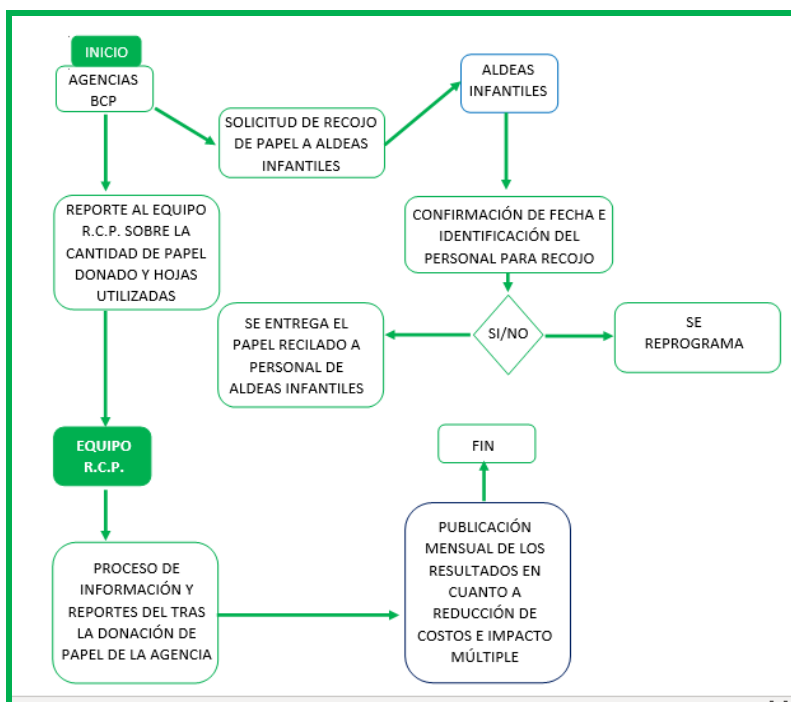 INICIO
AGENCIAS
BCP
SOLICITUD DE RECOJO
DE PAPEL A ALDEAS
INFANTILES
ALDEAS
INFANTILES
REPORTE AL EQUIPO
R.C.P. SOBRE LA
CANTIDAD DE PAPEL
DONADO Y HOJAS
UTILIZADAS
CONFIRMACIÓN DE FECHA E
IDENTIFICACIÓN DEL
PERSONAL PARA RECOJO
SE ENTREGA EL
PAPEL RECILADO A
PERSONAL DE
ALDEAS INFANTILES
SI/NO
SE
REPROGRAMA
EQUIPO
R.C.P.
FIN
PROCESO DE
INFORMACIÓN Y
REPORTES DEL TRAS
LA DONACIÓN DE
PAPEL DE LA AGENCIA
PUBLICACIÓN
MENSUAL DE LOS
RESULTADOS EN
CUANTO A
REDUCCIÓN DE
COSTOS E IMPACTO
MÚLTIPLE